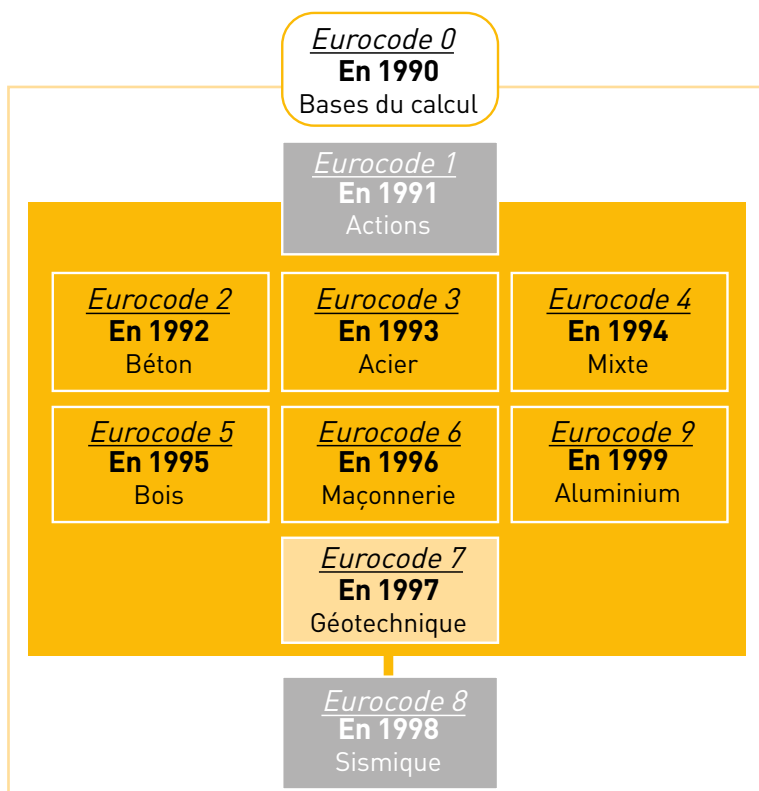 Eurocode 0
En 1990
Bases du calcul
Eurocode 1
En 1991
Actions
Eurocode 2
En 1992
Béton
Eurocode 3
En 1993
Acier
Eurocode 4
En 1994
Mixte
Eurocode 5
En 1995
Bois
Eurocode 6
En 1996
Maçonnerie
Eurocode 9
En 1999
Aluminium
Eurocode 7
En 1997
Géotechnique
Eurocode 8
En 1998
Sismique